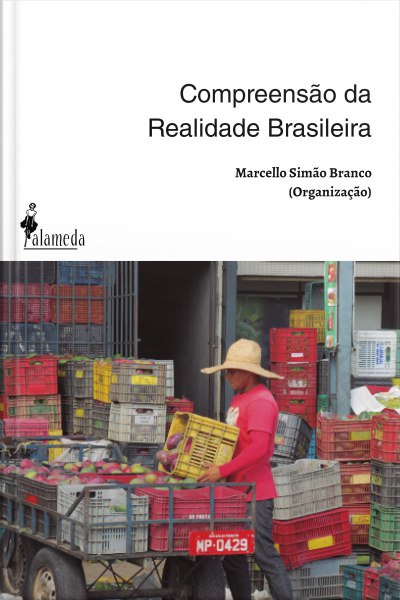 Compreensão da
Realidade Brasileira
Marcello Simão Branco
(Organização)
alameda
MP-0429